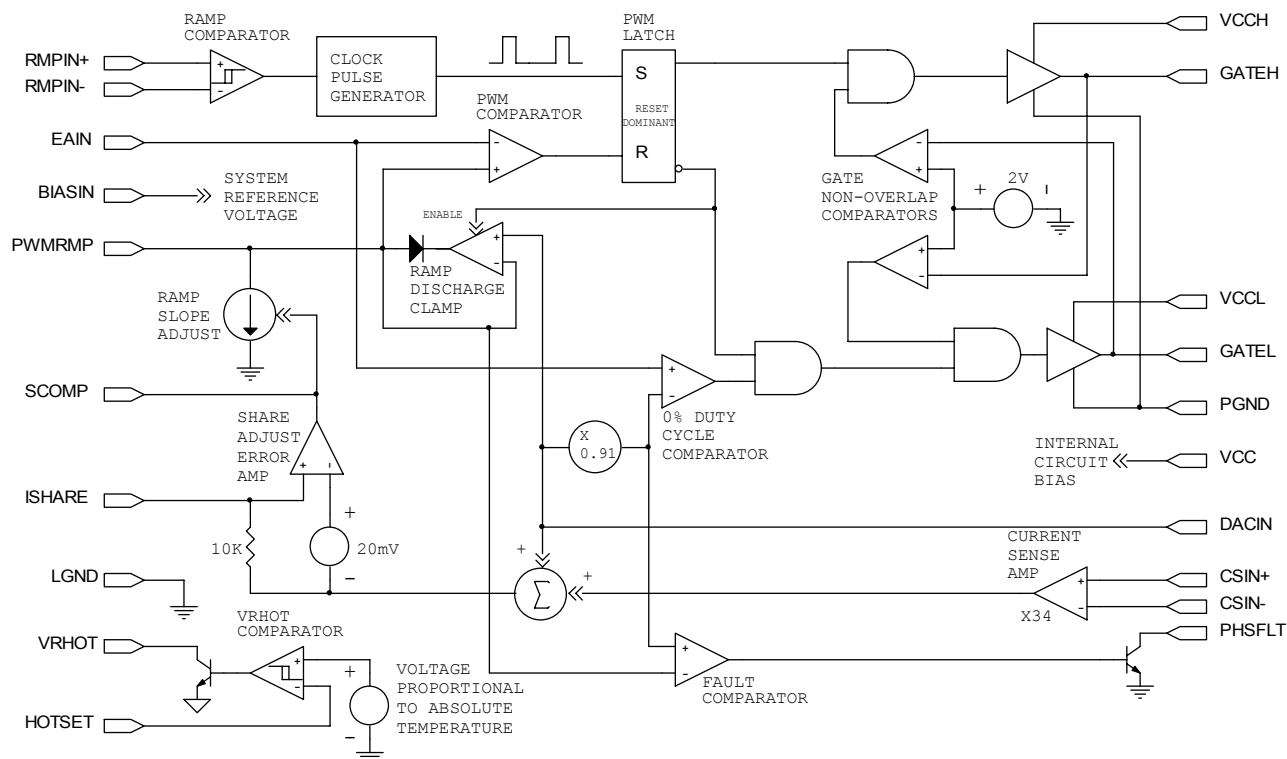 RAMP
COMPARATOR
PWM
LATCH
VCCH
RMPIN+
RMPIN-
+
-
CLOCK
PULSE
GENERATOR
S
RESET
DOMINANT
R
GATEH
PWM
COMPARATOR
EAIN
-
+
-
+
GATE
NON-OVERLAP
COMPARATORS
+
2V
-
BIASIN
SYSTEM
REFERENCE
VOLTAGE
ENABLE
PWMRMP
+
-
RAMP
DISCHARGE
CLAMP
+
-
RAMP
SLOPE
ADJUST
VCCL
GATEL
SCOMP
+
-
0% DUTY
CYCLE
COMPARATOR
PGND
SHARE
ADJUST
ERROR
AMP
+
-
X
0.91
INTERNAL
CIRCUIT
BIAS
VCC
ISHARE
10K
+
20mV
-
DACIN
+
Σ
+
CURRENT
SENSE
AMP
+
-
X34
CSIN+
CSIN-
LGND
PHSFLT
VRHOT
COMPARATOR
VRHOT
+
-
+
-
VOLTAGE
PROPORTIONAL
TO ABSOLUTE
TEMPERATURE
+
-
FAULT
COMPARATOR
HOTSET